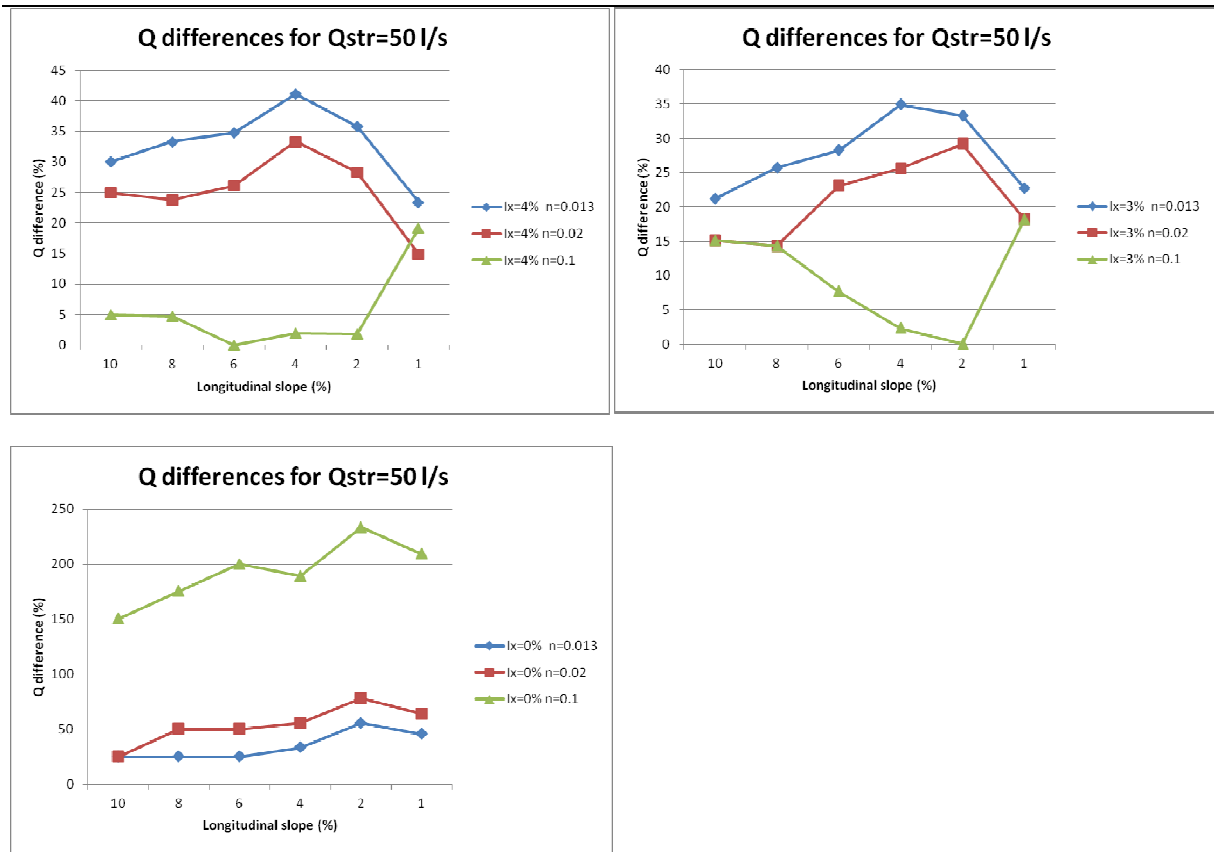 Q differences for Qstr=50 l/s
45
40
35
30
25
20
15
10
5
0
Q difference (%)
10 8 6 4 2 1
Longitudinal slope (%)
Ix=4% n=0.013
Ix=4% n=0.02
Ix=4% n=0.1
Q differences for Qstr=50 l/s
40
35
30
25
20
15
10
5
0
Q difference (%)
10 8 6 4 2 1
Longitudinal slope (%)
Ix=3% n=0.013
Ix=3% n=0.02
Ix=3% n=0.1
Q differences for Qstr=50 l/s
250
200
150
100
50
0
Q difference (%)
10 8 6 4 2 1
Longitudinal slope (%)
Ix=0% n=0.013
Ix=0% n=0.02
Ix=0% n=0.1